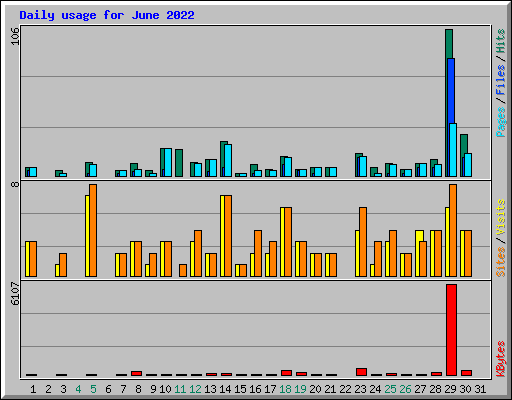 Daily usage for June 2022
106
Pages / Files / Hits
8
Sites / Visits
6107
KBytes
1 2 3 4 5 6 7 8 9 10 11 12 13 14 15 16 17 18 19 20 21 22 23 24 25 26 27 28 29 30 31